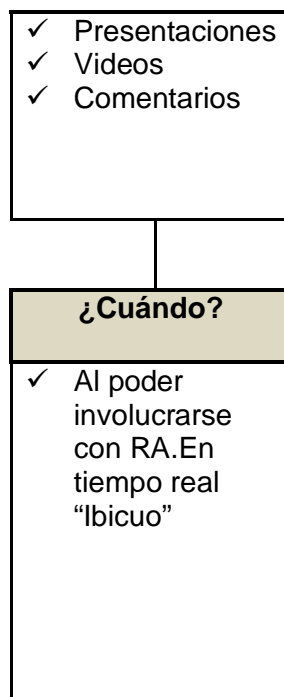 ✓ Presentaciones
✓ Videos
✓ Comentarios
¿Cuándo?
✓ Al poder
involucrarse
con RA.En
tiempo real
“Ibicuo”